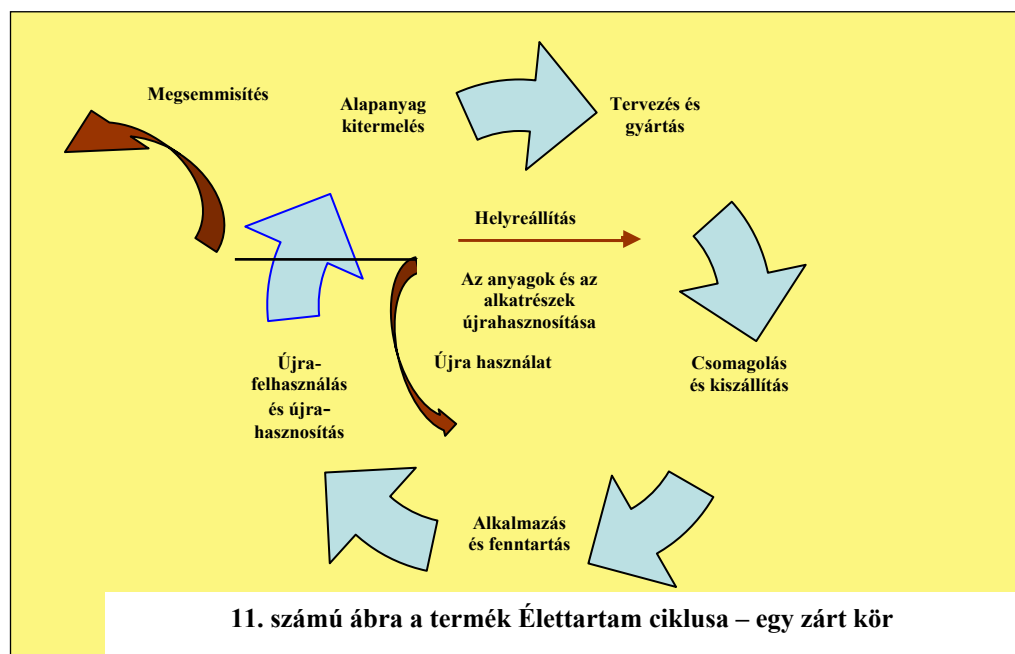 Megsemmisítés
Alapanyag
kitermelés
Tervezés és
gyártás
Helyreállítás
Az anyagok és az
alkatrészek
újrahasznosítása
Újra használat
Újra-
felhasználás
és újra-
hasznosítás
Csomagolás
és kiszállítás
Alkalmazás
és fenntartás
11. számú ábra a termék Élettartam ciklusa – egy zárt kör